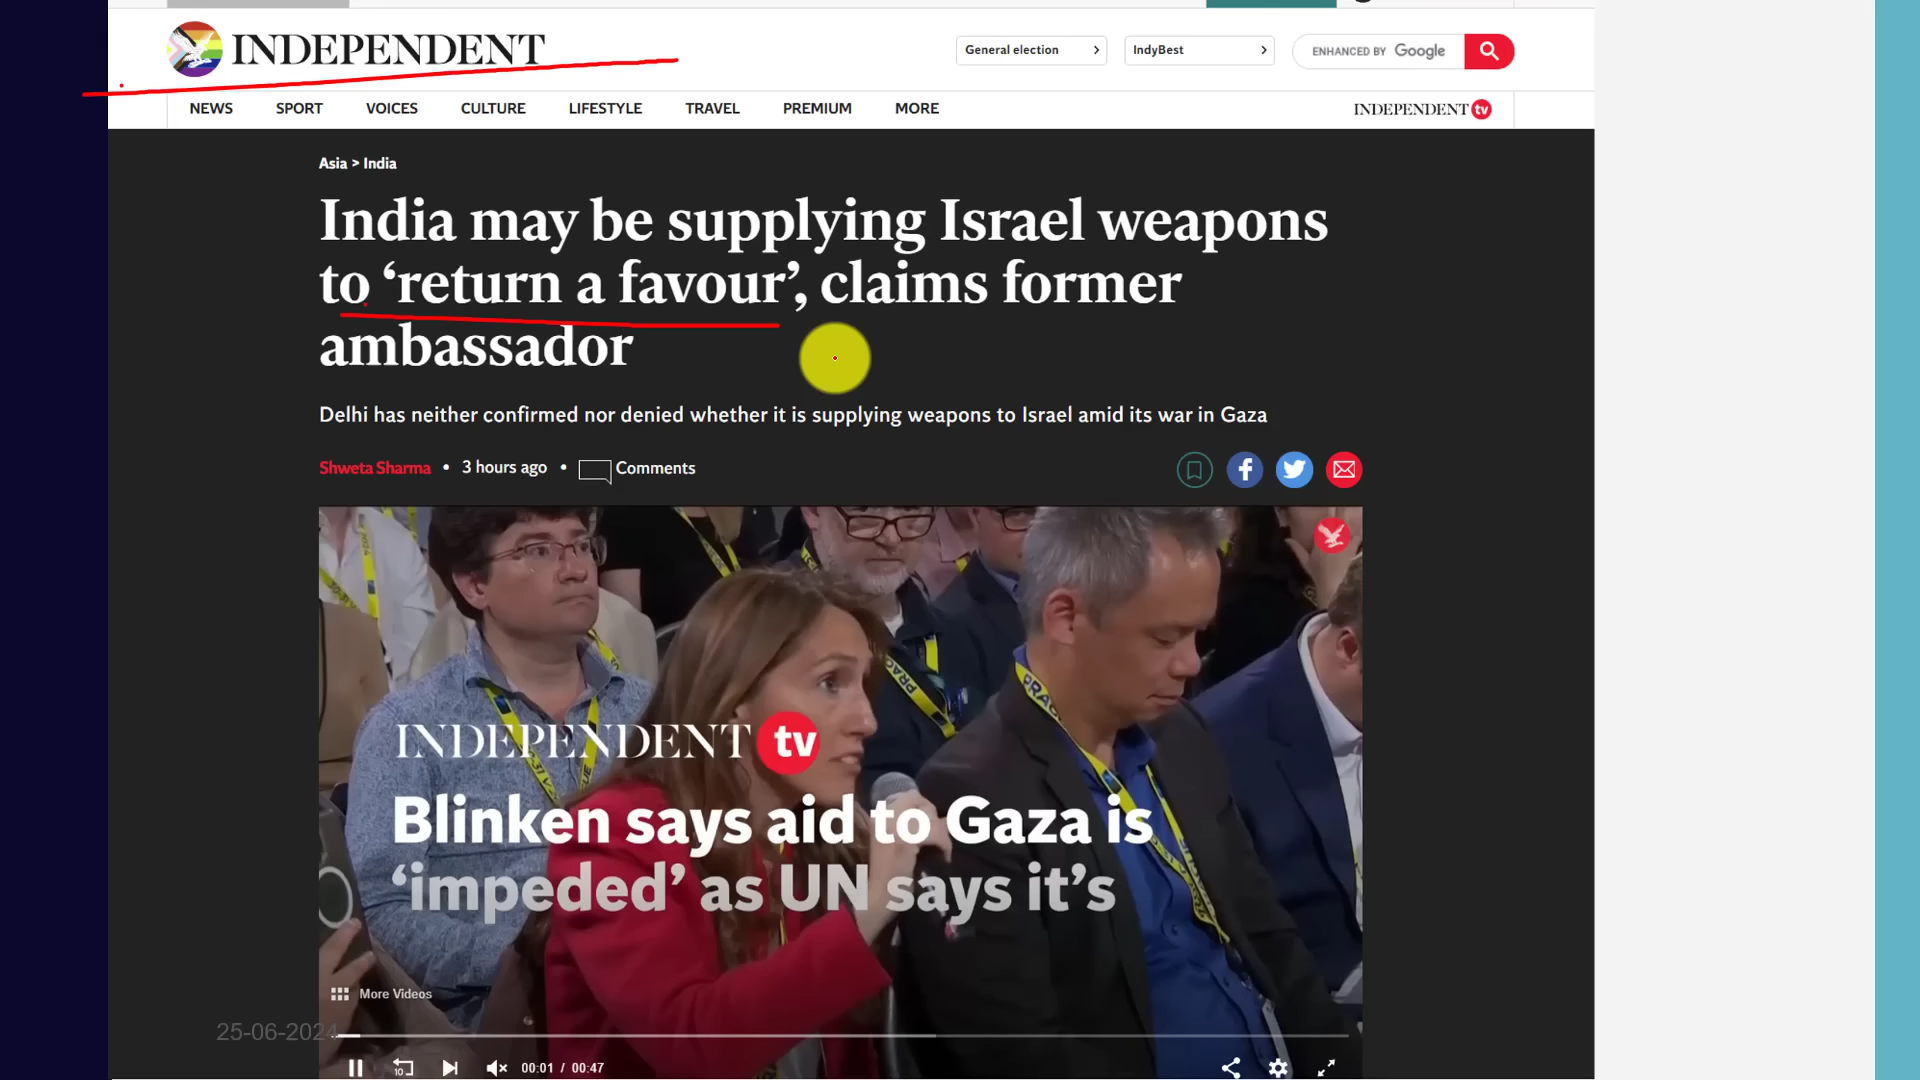 INDEPENDENT
General election
IndyBest
ENHANCED BY Google
NEWS SPORT VOICES CULTURE LIFESTYLE TRAVEL PREMIUM MORE
INDEPENDENT tv
Asia > India
India may be supplying Israel weapons
to ‘return a favour’, claims former
ambassador
Delhi has neither confirmed nor denied whether it is supplying weapons to Israel amid its war in Gaza
Shweta Sharma • 3 hours ago • Comments
INDEPENDENT tv
Blinken says aid to Gaza is
‘impeded’ as UN says it’s
More Videos
25-06-2024
10
00:01 / 00:47